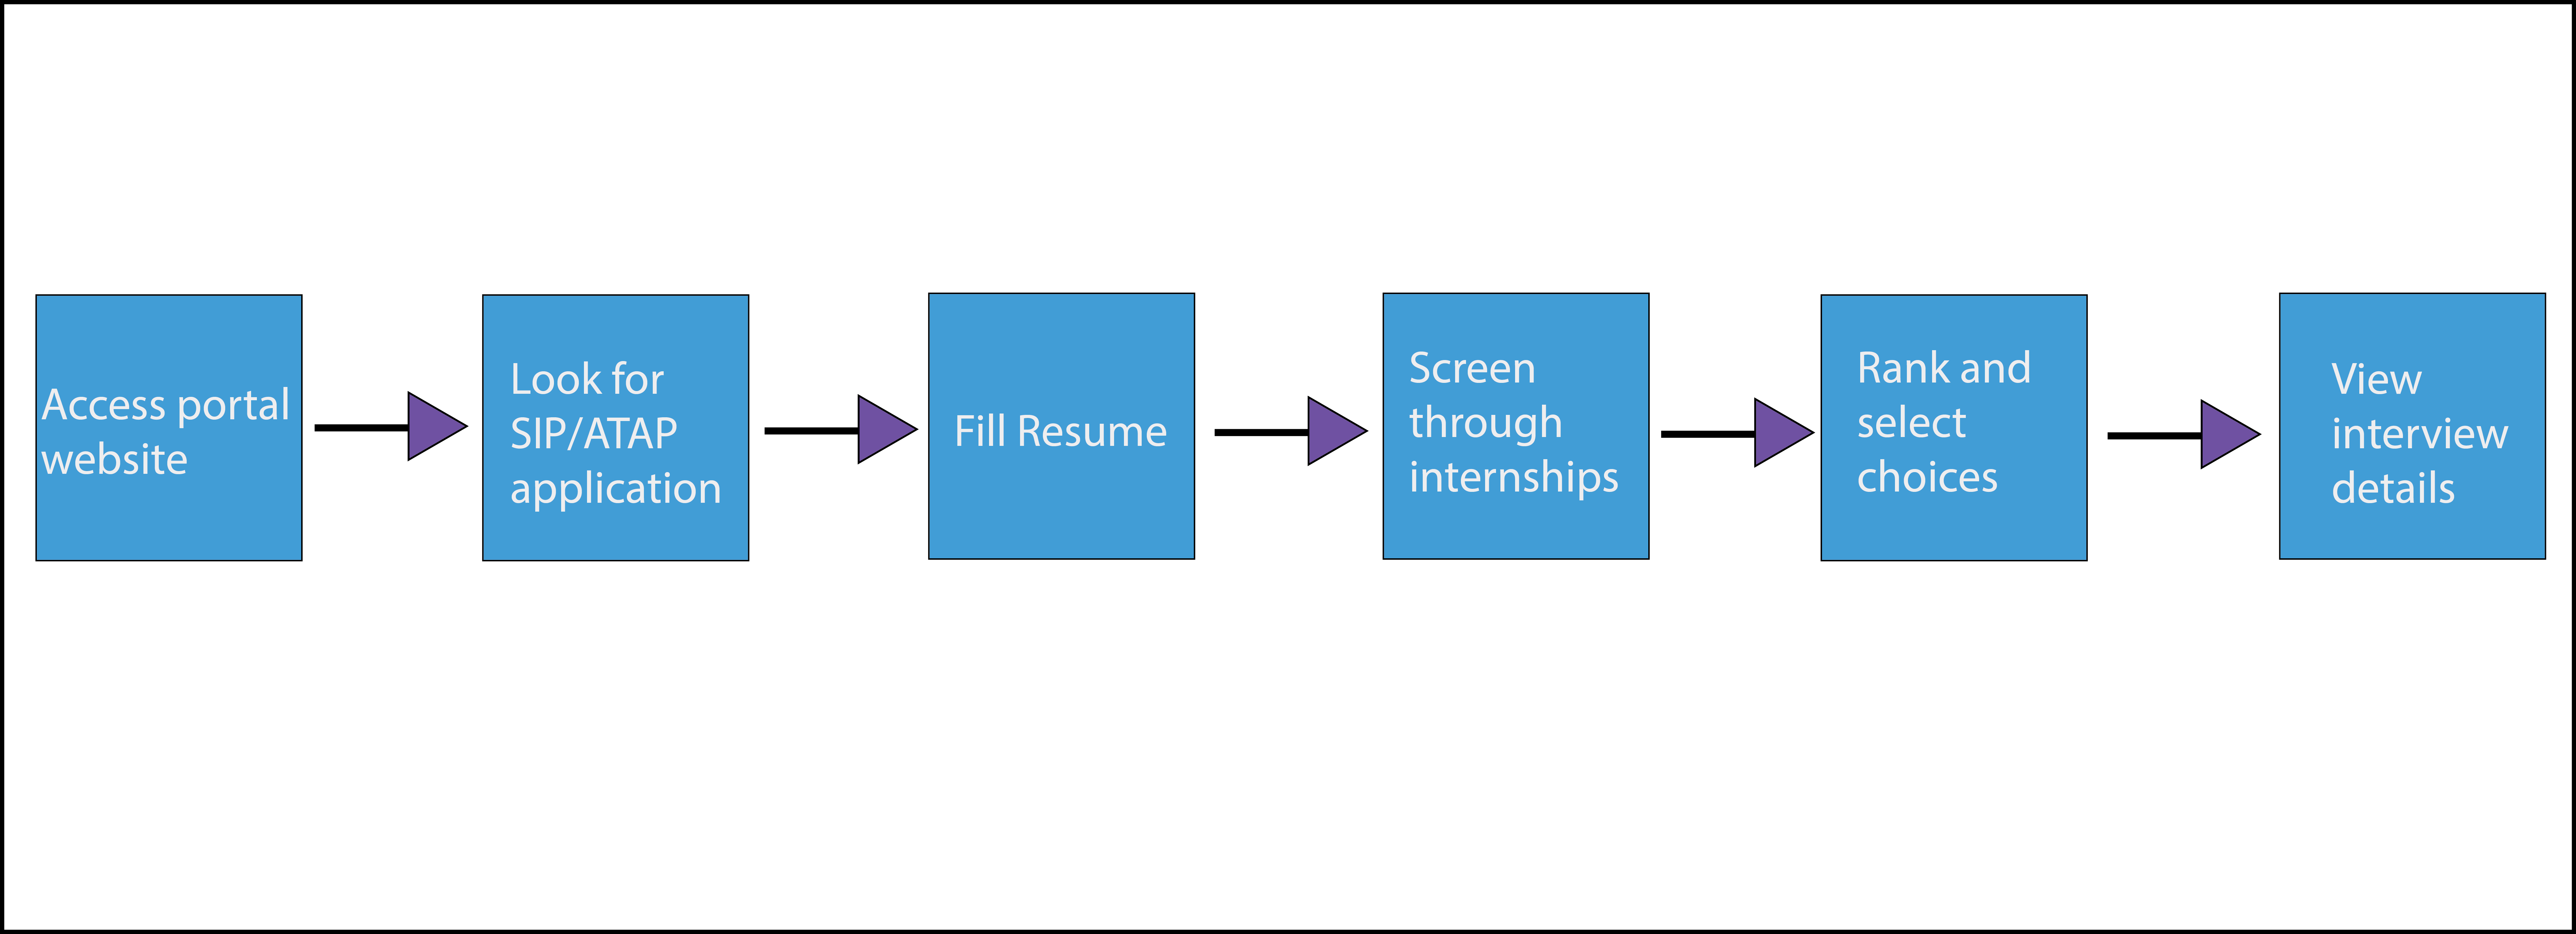 Access portal
website
Look for
SIP/ATAP
application
Fill Resume
Screen
through
internships
Rank and
select
choices
View
interview
details